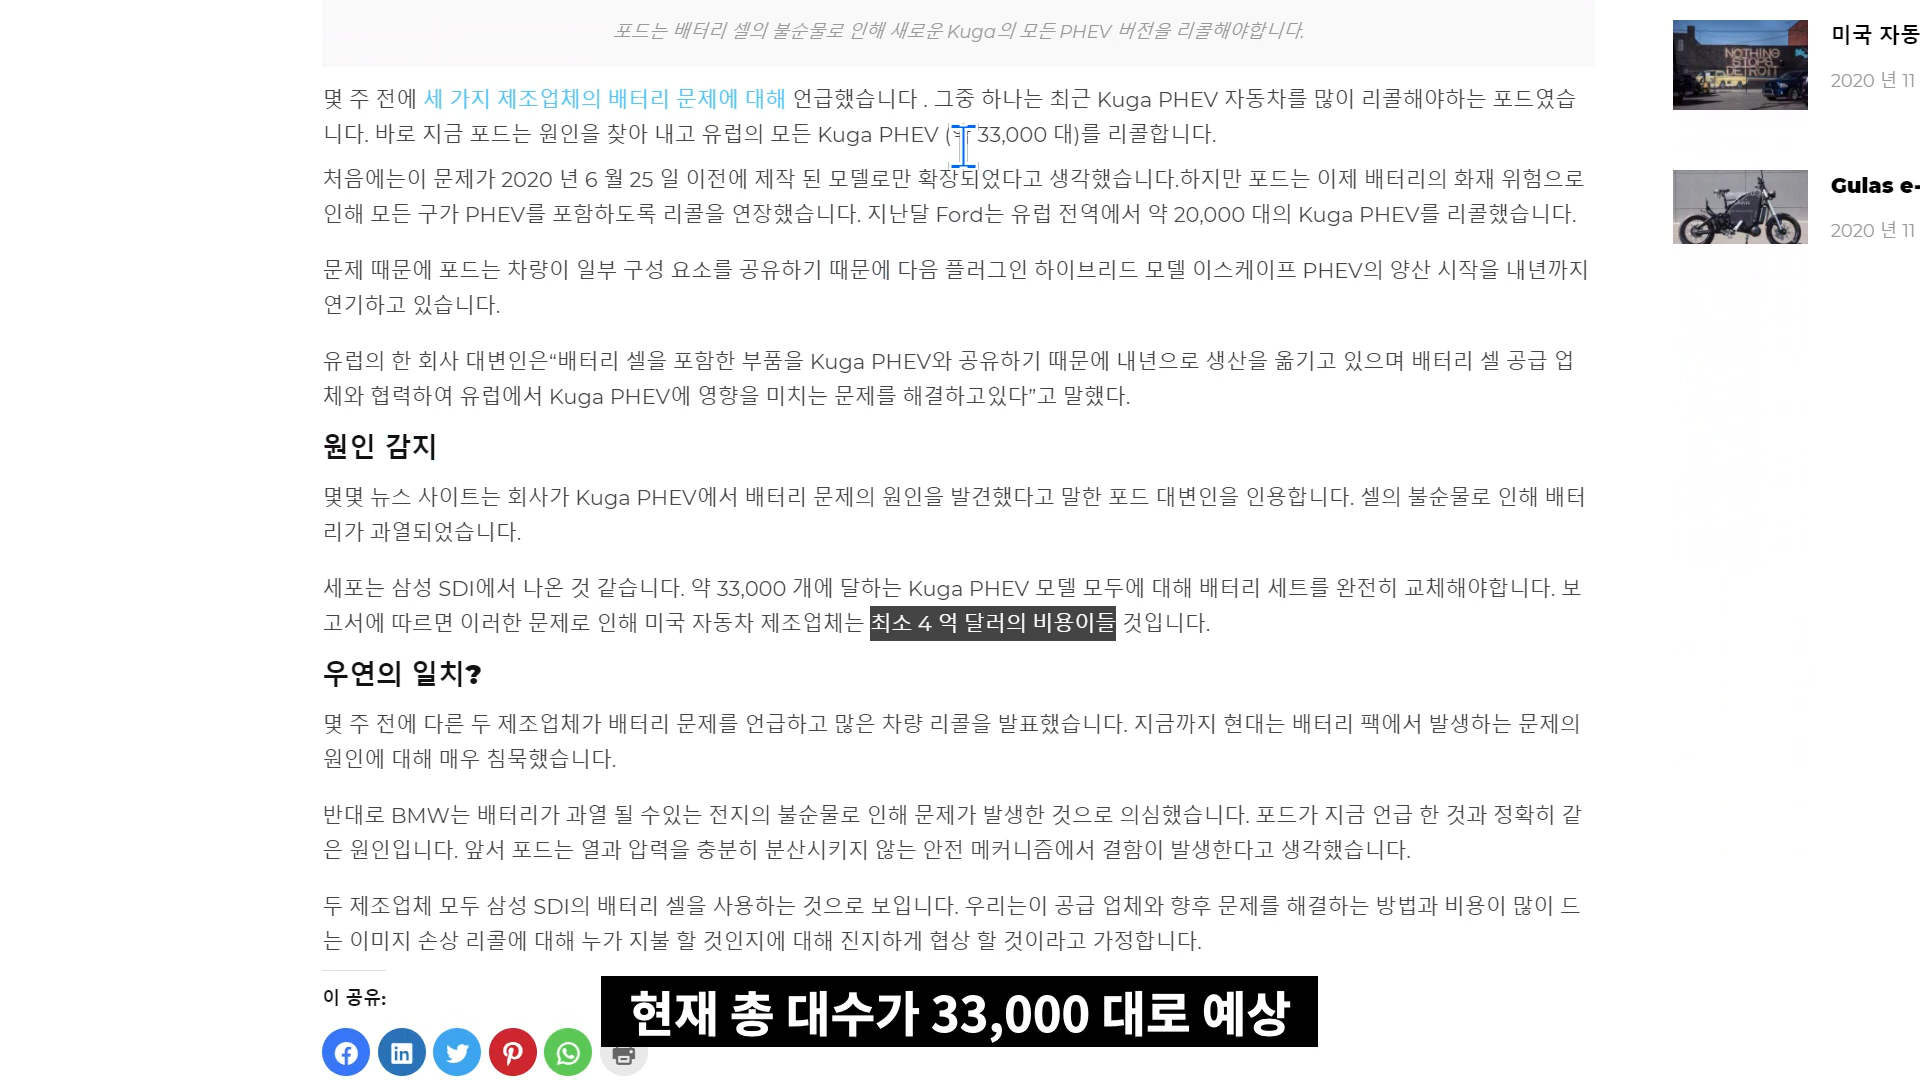 포드는 배터리 셀의 불순물로 인해 새로운 Kuga의 모든 PHEV 버전을 리콜해야합니다.
몇 주 전에 세 가지 제조업체의 배터리 문제에 대해 언급했습니다 . 그중 하나는 최근 Kuga PHEV 자동차를 많이 리콜해야하는 포드였습
니다. 바로 지금 포드는 원인을 찾아 내고 유럽의 모든 Kuga PHEV ( 33,000 대)를 리콜합니다.
처음에는이 문제가 2020 년 6 월 25 일 이전에 제작 된 모델로만 확장되었다고 생각했습니다.하지만 포드는 이제 배터리의 화재 위험으로
인해 모든 구가 PHEV를 포함하도록 리콜을 연장했습니다. 지난달 Ford는 유럽 전역에서 약 20,000 대의 Kuga PHEV를 리콜했습니다.
문제 때문에 포드는 차량이 일부 구성 요소를 공유하기 때문에 다음 플러그인 하이브리드 모델 이스케이프 PHEV의 양산 시작을 내년까지
연기하고 있습니다.
유럽의 한 회사 대변인은“배터리 셀을 포함한 부품을 Kuga PHEV와 공유하기 때문에 내년으로 생산을 옮기고 있으며 배터리 셀 공급 업
체와 협력하여 유럽에서 Kuga PHEV에 영향을 미치는 문제를 해결하고있다”고 말했다.
원인 감지
몇몇 뉴스 사이트는 회사가 Kuga PHEV에서 배터리 문제의 원인을 발견했다고 말한 포드 대변인을 인용합니다. 셀의 불순물로 인해 배터
리가 과열되었습니다.
세포는 삼성 SDI에서 나온 것 같습니다. 약 33,000 개에 달하는 Kuga PHEV 모델 모두에 대해 배터리 세트를 완전히 교체해야합니다. 보
고서에 따르면 이러한 문제로 인해 미국 자동차 제조업체는 최소 4 억 달러의 비용이들 것입니다.
우연의 일치?
몇 주 전에 다른 두 제조업체가 배터리 문제를 언급하고 많은 차량 리콜을 발표했습니다. 지금까지 현대는 배터리 팩에서 발생하는 문제의
원인에 대해 매우 침묵했습니다.
반대로 BMW는 배터리가 과열 될 수있는 전지의 불순물로 인해 문제가 발생한 것으로 의심했습니다. 포드가 지금 언급 한 것과 정확히 같
은 원인입니다. 앞서 포드는 열과 압력을 충분히 분산시키지 않는 안전 메커니즘에서 결함이 발생한다고 생각했습니다.
두 제조업체 모두 삼성 SDI의 배터리 셀을 사용하는 것으로 보입니다. 우리는이 공급 업체와 향후 문제를 해결하는 방법과 비용이 많이 드
는 이미지 손상 리콜에 대해 누가 지불 할 것인지에 대해 진지하게 협상 할 것이라고 가정합니다.
이 공유:
현재 총 대수가 33,000 대로 예상
NOTHING
STOPS
DETROIT
미국 자동
2020 년 11
Gulas e-
2020 년 11